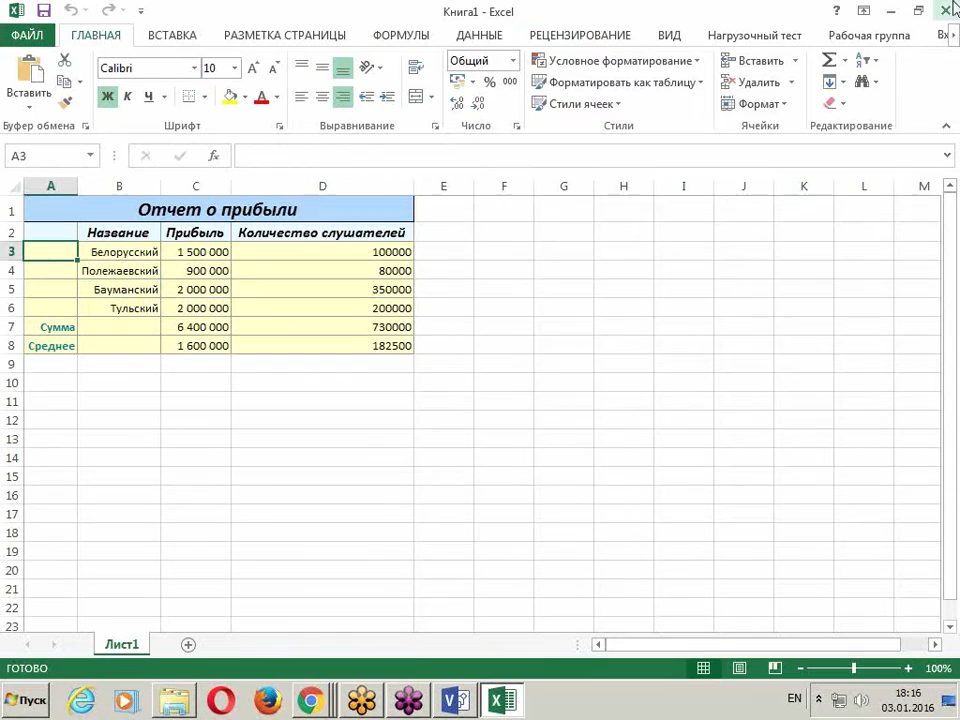 Книга1 - Excel
?
ФАЙЛ ГЛАВНАЯ ВСТАВКА РАЗМЕТКА СТРАНИЦЫ ФОРМУЛЫ ДАННЫЕ РЕЦЕНЗИРОВАНИЕ ВИД Нагрузочный тест Рабочая группа
Вставить
Calibri 10
Ж К Ч
Общий
% 000
Условное форматирование
Форматировать как таблицу
Стили ячеек
Вставить
Удалить
Формат
Буфер обмена Шрифт Выравнивание Число Стили Ячейки Редактирование
A3 fx
A B C D E F G H I J K L M
1 Отчет о прибыли
2 Название Прибыль Количество слушателей
3 Белорусский 1 500 000 100000
4 Полежаевский 900 000 80000
5 Бауманский 2 000 000 350000
6 Тульский 2 000 000 200000
7 Сумма 6 400 000 730000
8 Среднее 1 600 000 182500
9
10
11
12
13
14
15
16
17
18
19
20
21
22
23
Лист1
ГОТОВО 100%
Пуск EN 18:16
03.01.2016